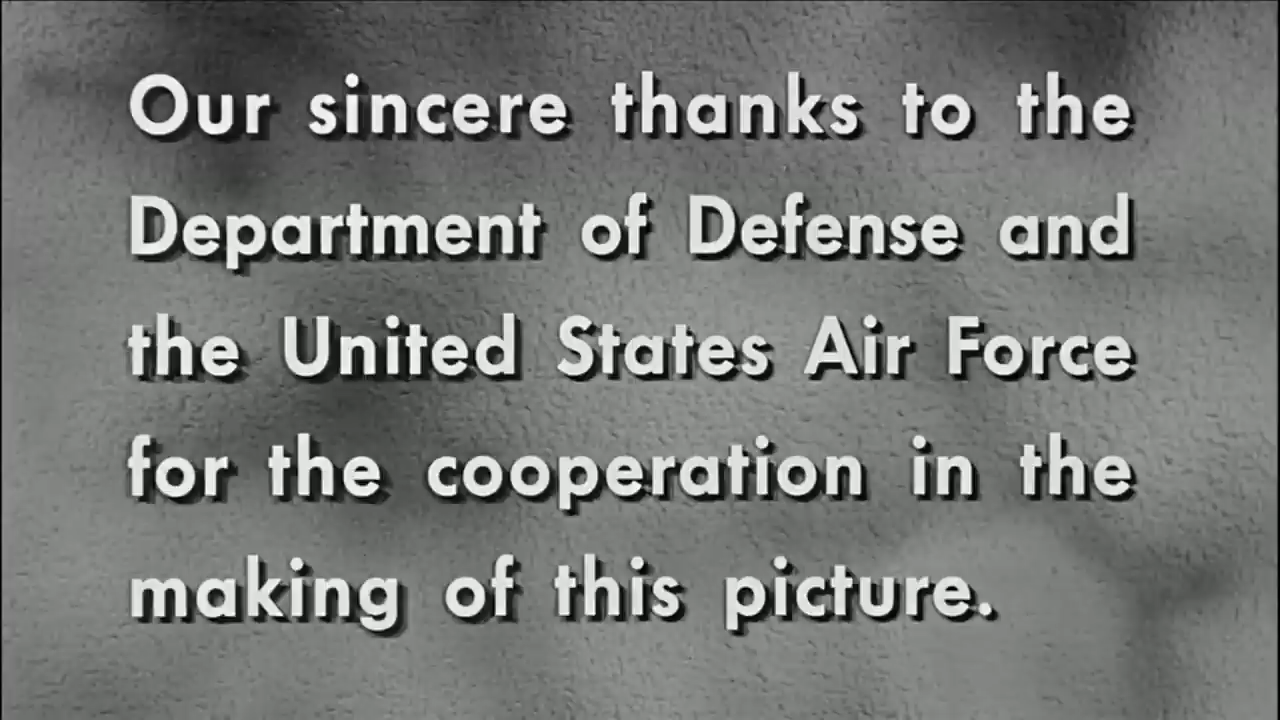 Our sincere thanks to the
Department of Defense and
the United States Air Force
for the cooperation in the
making of this picture.